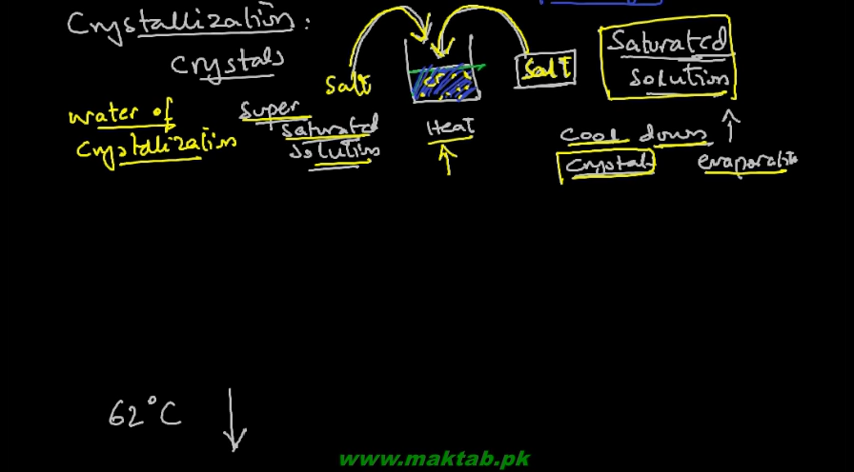 Crystallization:
Crystals
Salt
Salt
Saturated
Solution
water of
Crystallization
Super
Saturated
Solution
Heat
Cool down
Crystals
evaporatio
62°C
www.maktab.pk